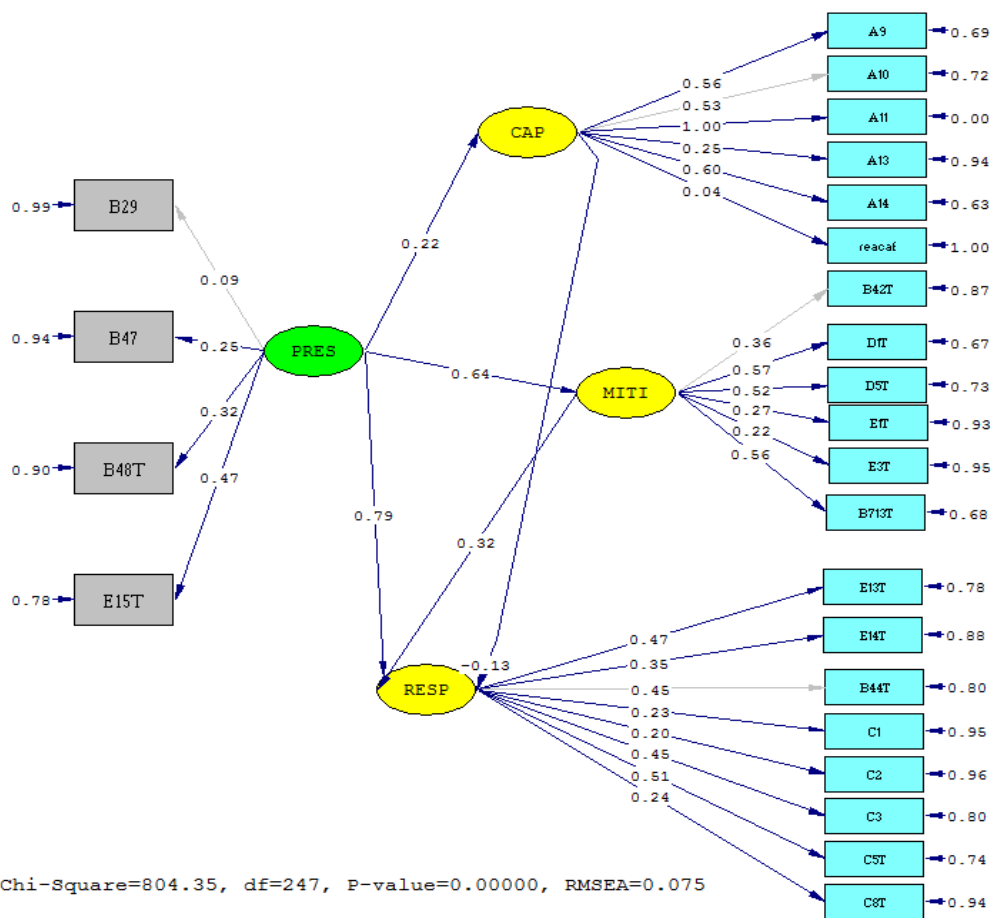 A9
0.69
A10
0.72
0.56
0.53
CAP
1.00
A11
0.00
0.25
A13
0.94
0.60
0.04
A14
0.63
0.99
B29
0.22
reacaf
1.00
0.09
B42T
0.87
0.94
B47
0.25
PRES
0.36
D1T
0.67
0.64
0.57
MITI
0.52
D5T
0.73
0.32
0.27
E1T
0.93
0.22
0.56
E3T
0.95
0.90
B48T
0.47
0.79
B713T
0.68
0.32
0.78
E15T
E13T
0.78
0.47
E14T
0.88
-0.13
0.35
RESP
0.45
B44T
0.80
0.23
C1
0.95
0.20
0.45
C2
0.96
0.51
0.24
C3
0.80
C5T
0.74
Chi-Square=804.35, df=247, P-value=0.00000, RMSEA=0.075
C8T
0.94